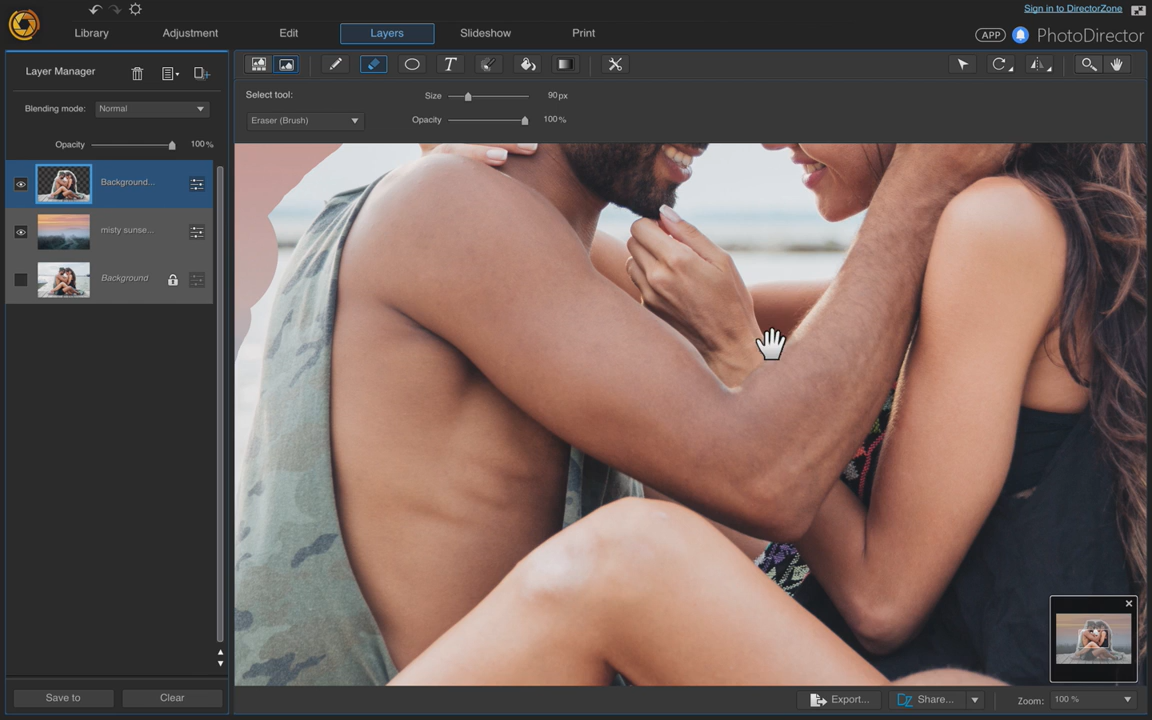 Sign in to DirectorZone
Library
Adjustment
Edit
Layers
Slideshow
Print
APP
PhotoDirector
Layer Manager
T
Blending mode:
Normal
Opacity
100 %
Background...
misty sunse...
Background
Select tool:
Eraser (Brush)
Size
90 px
Opacity
100 %
Save to
Clear
Export...
Share...
Zoom:
100 %